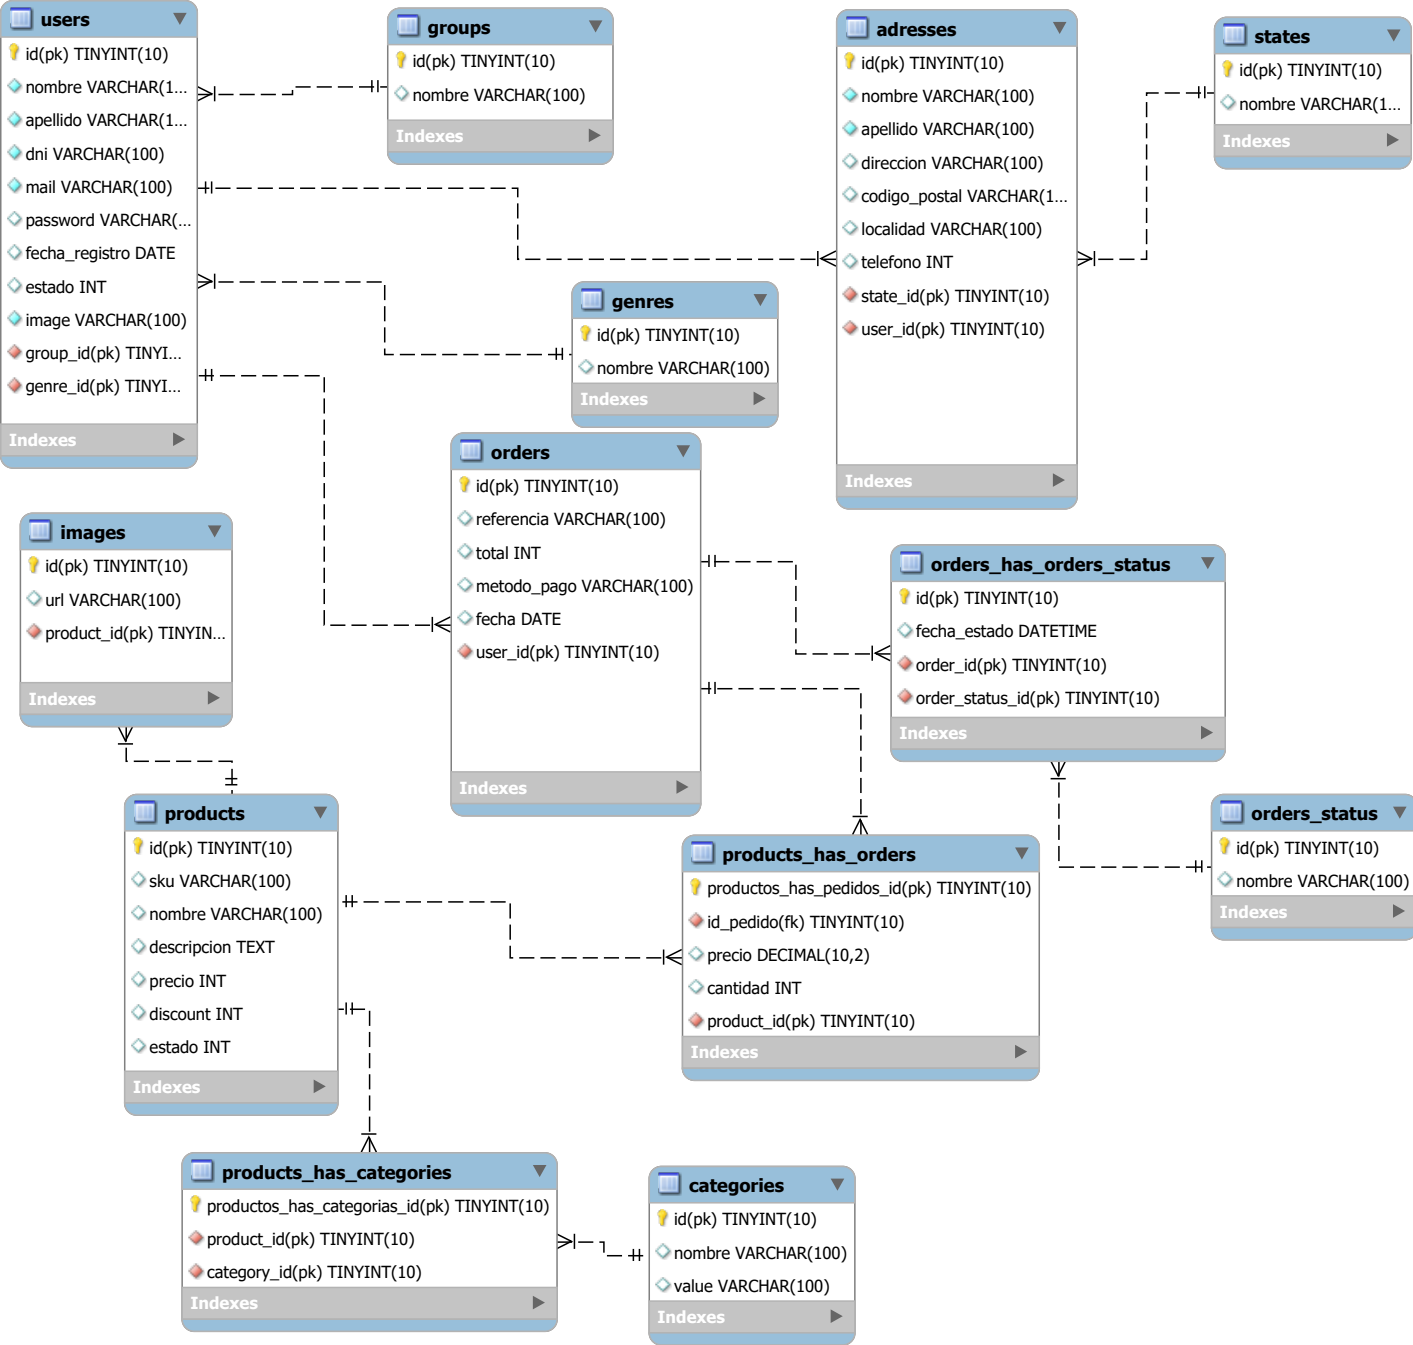 users
id(pk) TINYINT(10)
nombre VARCHAR(1...
apellido VARCHAR(1...
dni VARCHAR(100)
mail VARCHAR(100)
password VARCHAR(...
fecha_registro DATE
estado INT
image VARCHAR(100)
group_id(pk) TINYI...
genre_id(pk) TINYI...
Indexes
groups
id(pk) TINYINT(10)
nombre VARCHAR(100)
Indexes
adresses
id(pk) TINYINT(10)
nombre VARCHAR(100)
apellido VARCHAR(100)
direccion VARCHAR(100)
codigo_postal VARCHAR(1...
localidad VARCHAR(100)
telefono INT
state_id(pk) TINYINT(10)
user_id(pk) TINYINT(10)
Indexes
states
id(pk) TINYINT(10)
nombre VARCHAR(1...
Indexes
genres
id(pk) TINYINT(10)
nombre VARCHAR(100)
Indexes
orders
id(pk) TINYINT(10)
referencia VARCHAR(100)
total INT
metodo_pago VARCHAR(100)
fecha DATE
user_id(pk) TINYINT(10)
Indexes
images
id(pk) TINYINT(10)
url VARCHAR(100)
product_id(pk) TINYIN...
Indexes
orders_has_orders_status
id(pk) TINYINT(10)
fecha_estado DATETIME
order_id(pk) TINYINT(10)
order_status_id(pk) TINYINT(10)
Indexes
products
id(pk) TINYINT(10)
sku VARCHAR(100)
nombre VARCHAR(100)
descripcion TEXT
precio INT
discount INT
estado INT
Indexes
products_has_orders
productos_has_pedidos_id(pk) TINYINT(10)
id_pedido(fk) TINYINT(10)
precio DECIMAL(10,2)
cantidad INT
product_id(pk) TINYINT(10)
Indexes
orders_status
id(pk) TINYINT(10)
nombre VARCHAR(100)
Indexes
products_has_categories
productos_has_categorias_id(pk) TINYINT(10)
product_id(pk) TINYINT(10)
category_id(pk) TINYINT(10)
Indexes
categories
id(pk) TINYINT(10)
nombre VARCHAR(100)
value VARCHAR(100)
Indexes